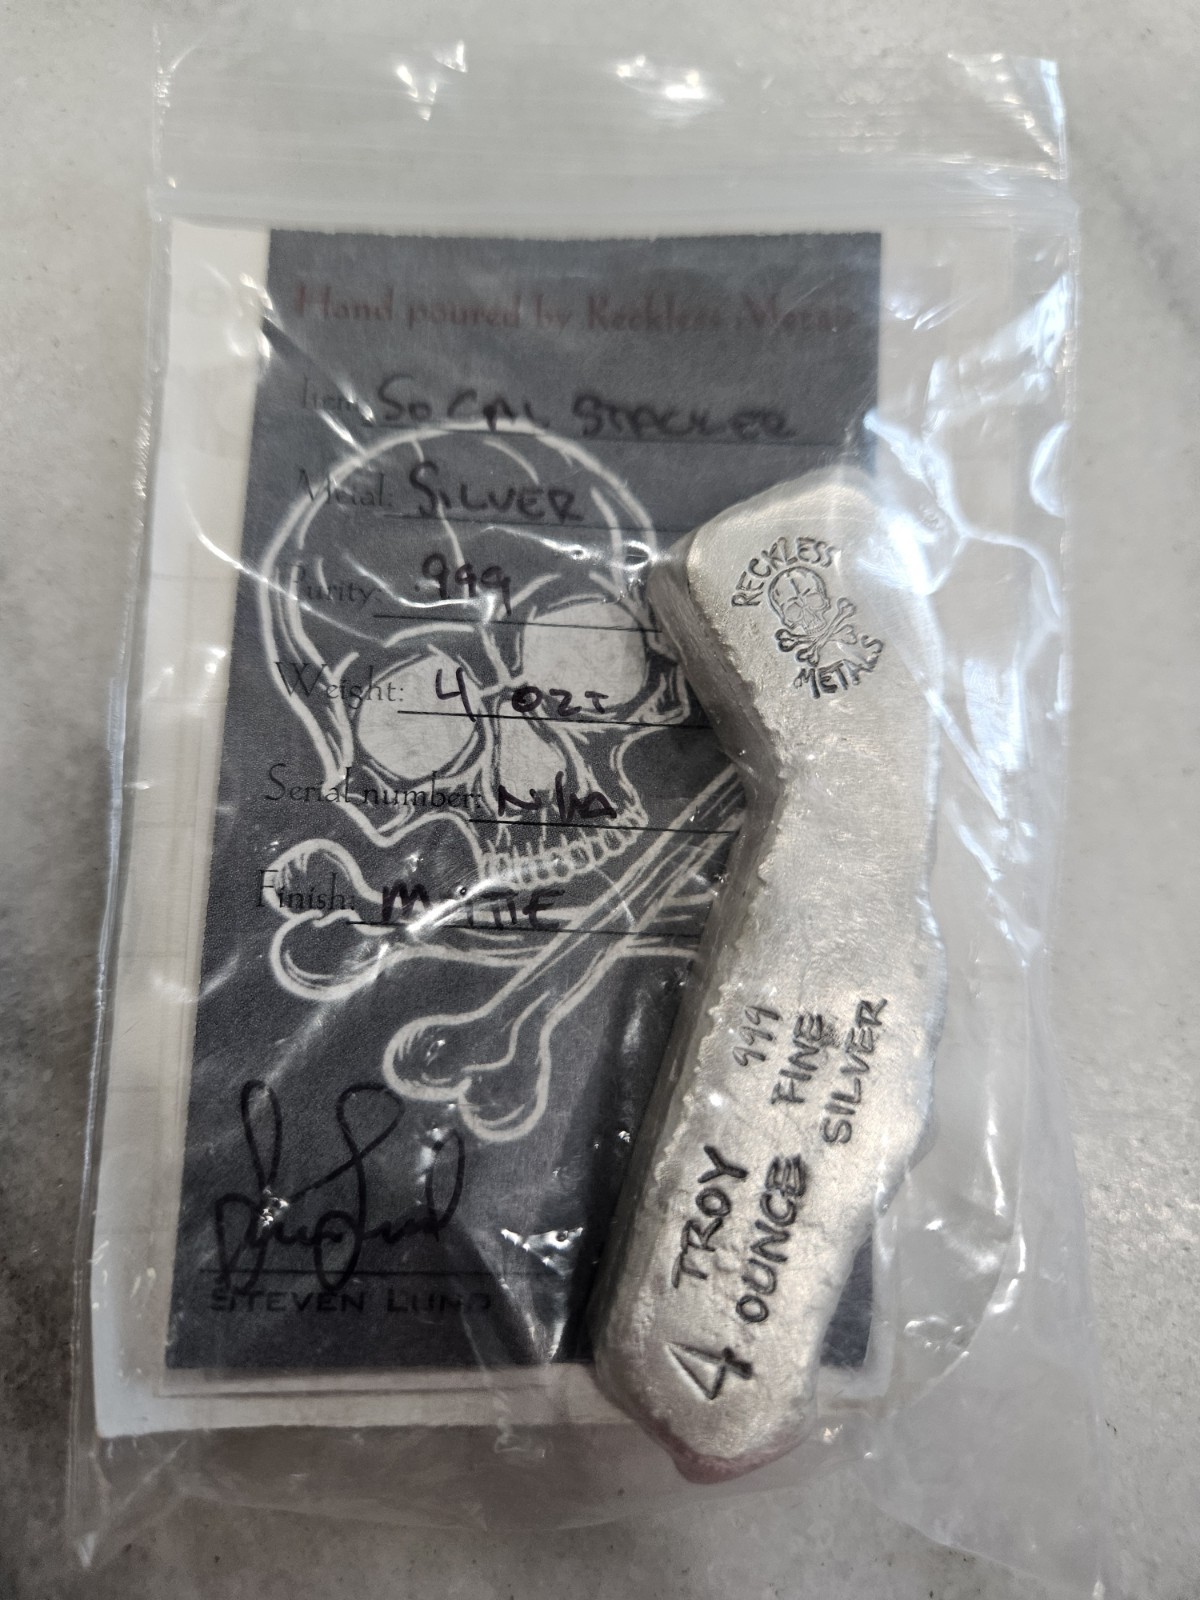 Hand poured by Reckless Metals
Item: So CAL STACKER
Metal: SILVER
Purity: .999
Weight: 4 OZT
Serial number: N/A
Finish: MATTE
STEVEN LUND
RECKLESS
METALS
999
FINE
SILVER
TROY
4 OUNCE